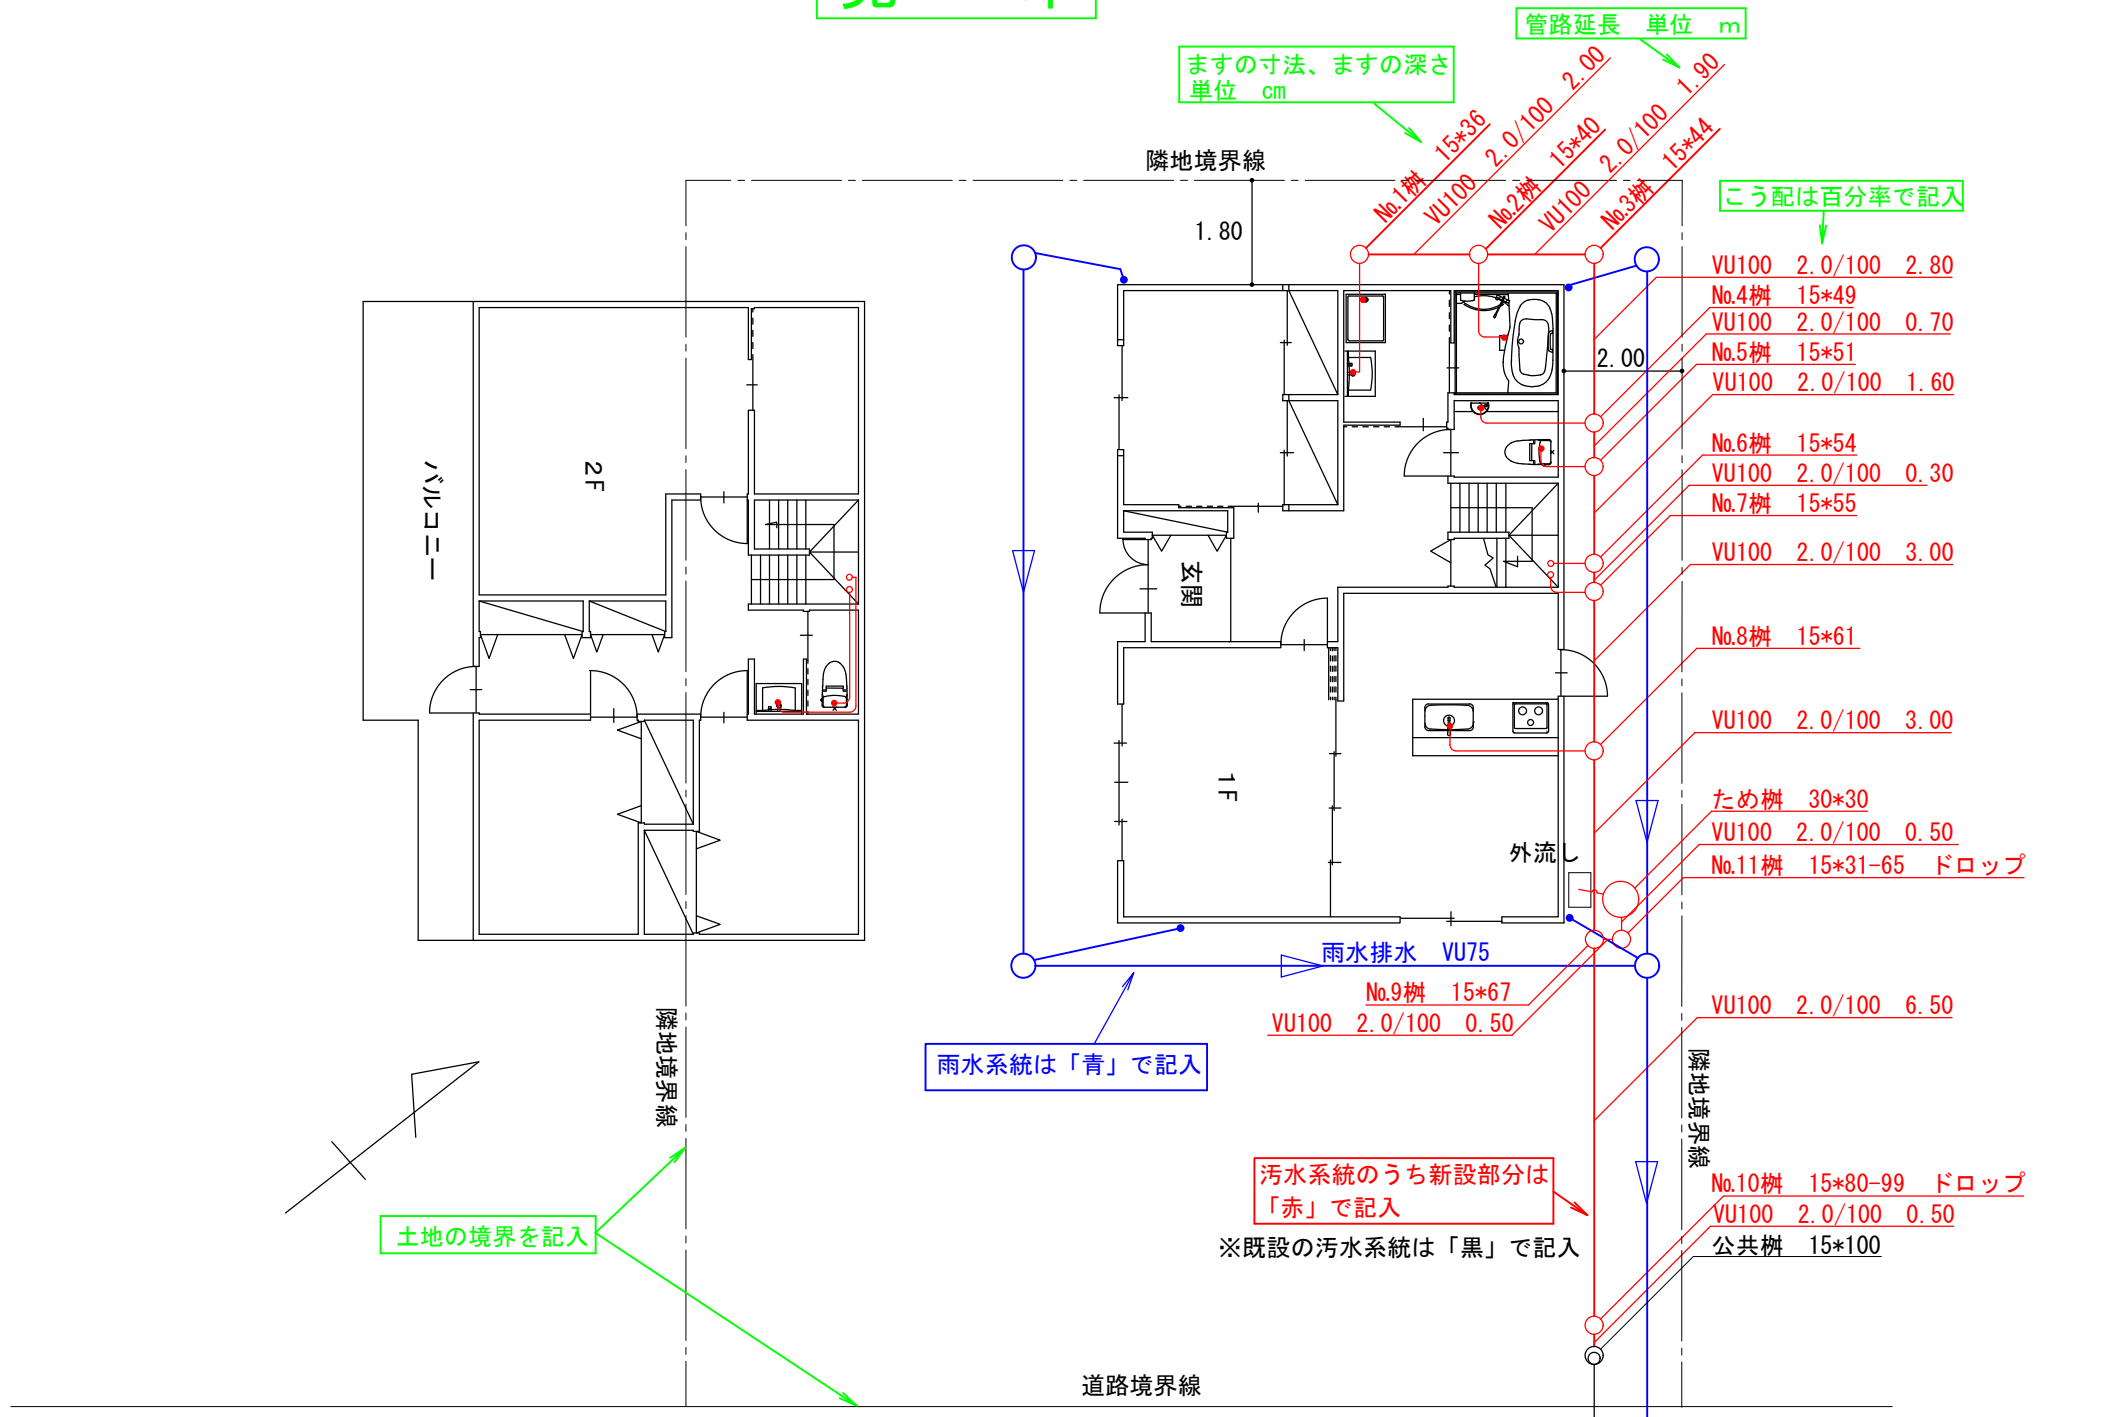 管路延長　単位　ｍ
ますの寸法、ますの深さ
単位　cm
No.1桝　15*36
VU100　2.0/100　2.00
No.2桝　15*40
VU100　2.0/100　1.90
No.3桝　15*44
隣地境界線
1.80
こう配は百分率で記入
VU100　2.0/100　2.80
No.4桝　15*49
VU100　2.0/100　0.70
No.5桝　15*51
VU100　2.0/100　1.60
2.00
No.6桝　15*54
VU100　2.0/100　0.30
No.7桝　15*55
VU100　2.0/100　3.00
No.8桝　15*61
VU100　2.0/100　3.00
ため桝　30*30
VU100　2.0/100　0.50
No.11桝　15*31-65　ドロップ
バルコニー
2F
玄関
1F
外流し
雨水排水　VU75
No.9桝　15*67
VU100　2.0/100　0.50
VU100　2.0/100　6.50
雨水系統は「青」で記入
隣地境界線
隣地境界線
汚水系統のうち新設部分は
「赤」で記入
※既設の汚水系統は「黒」で記入
No.10桝　15*80-99　ドロップ
VU100　2.0/100　0.50
公共桝　15*100
土地の境界を記入
道路境界線